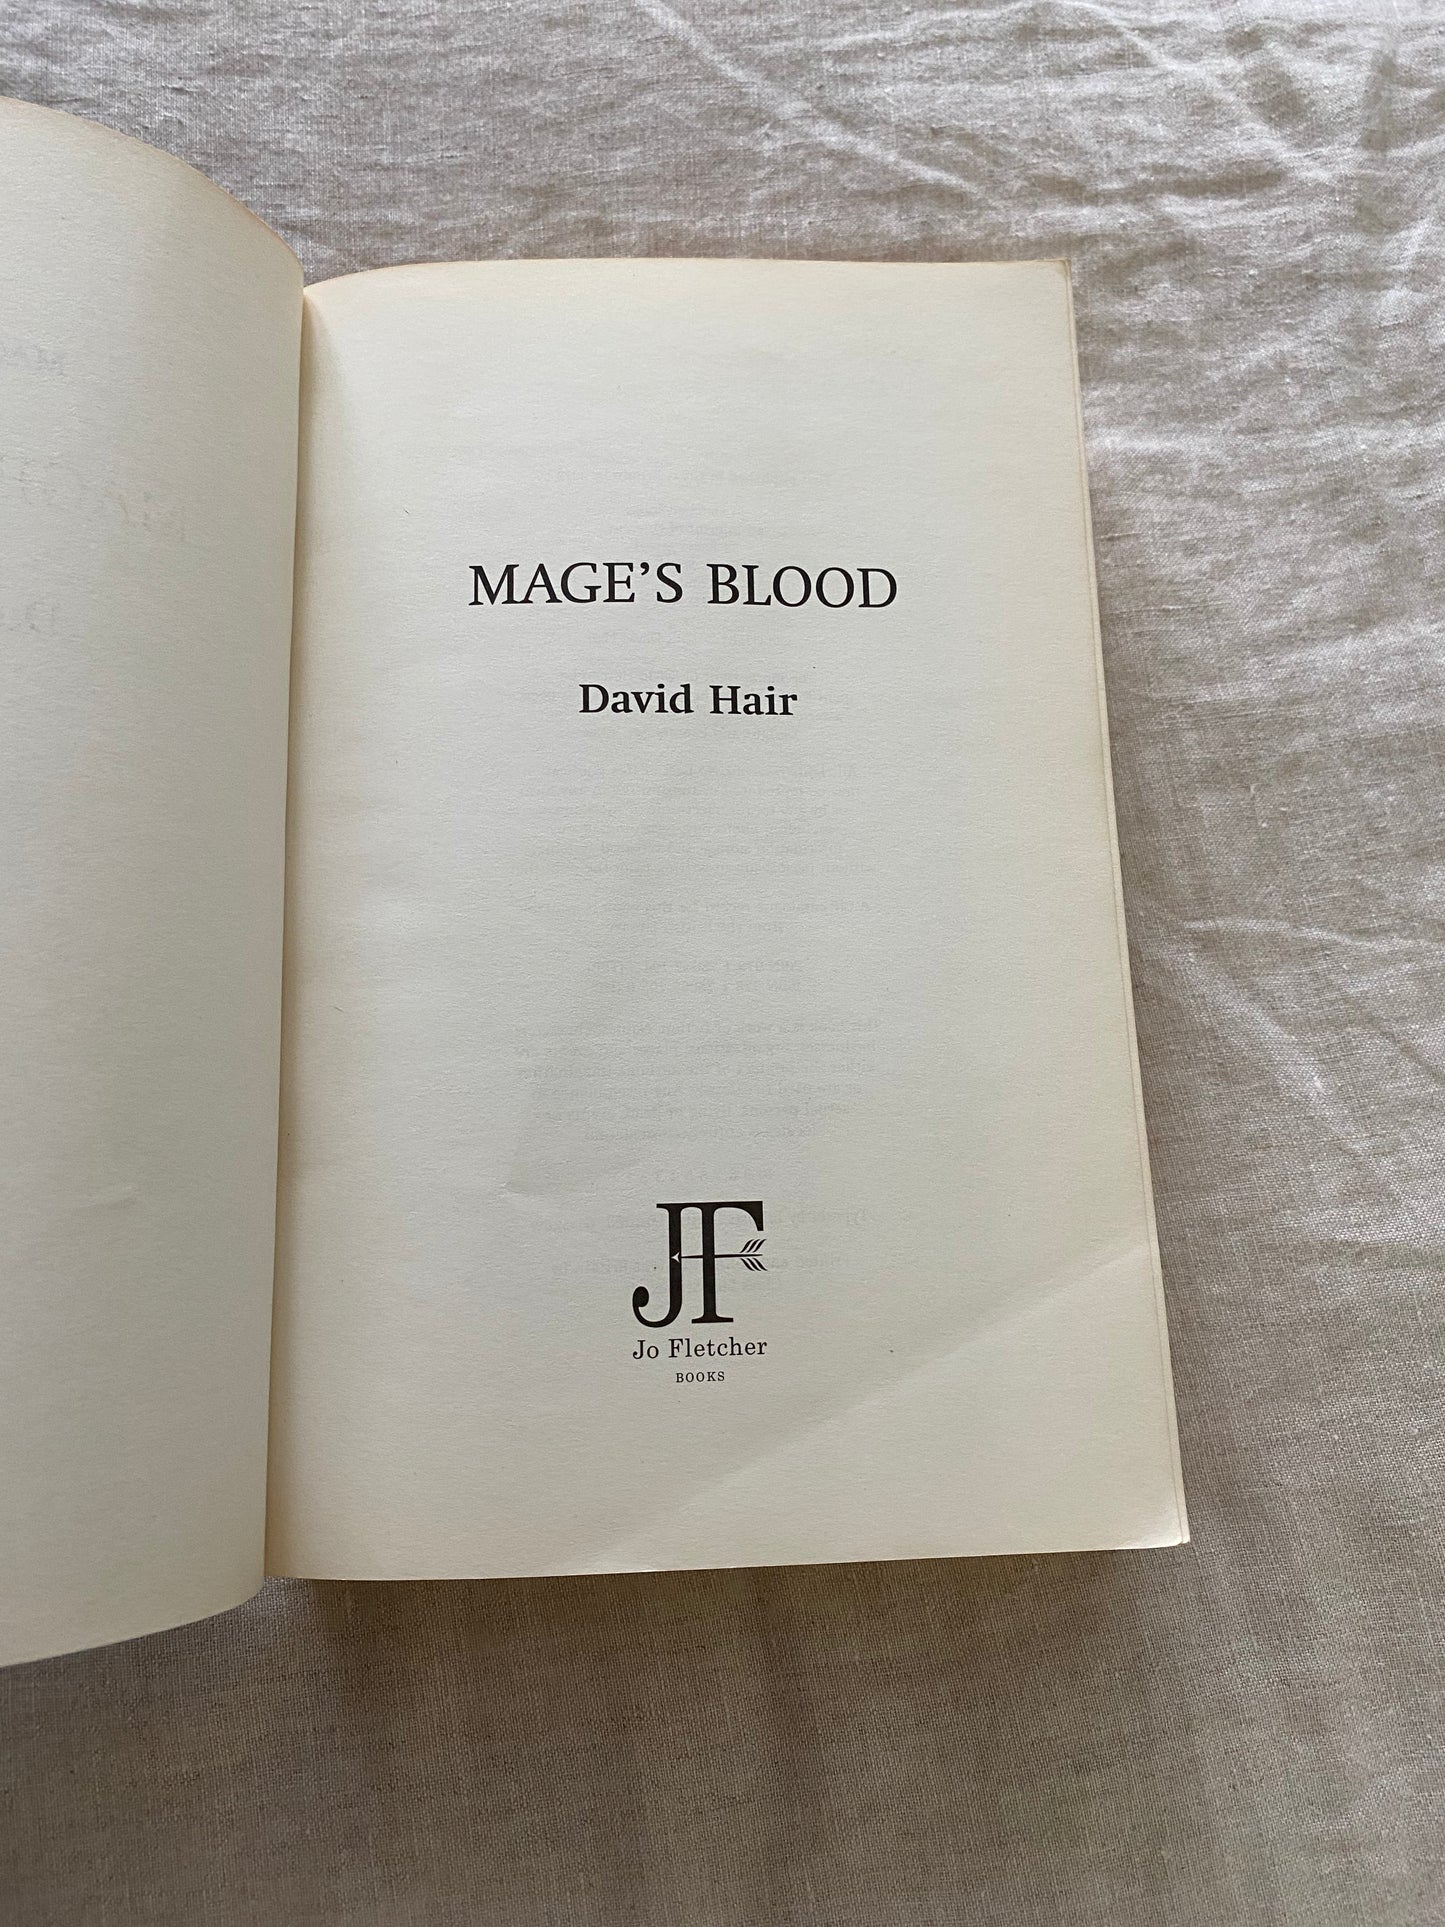 MAGE'S BLOOD
David Hair
JF
Jo Fletcher
BOOKS